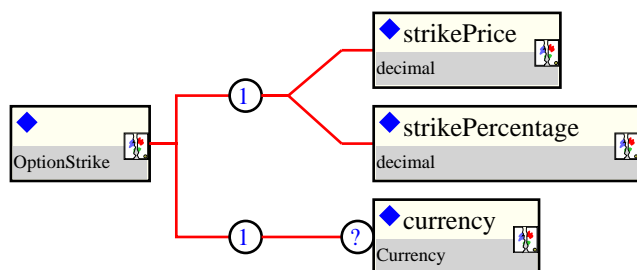 strikePrice
decimal
1
OptionStrike
strikePercentage
decimal
1
?
currency
Currency